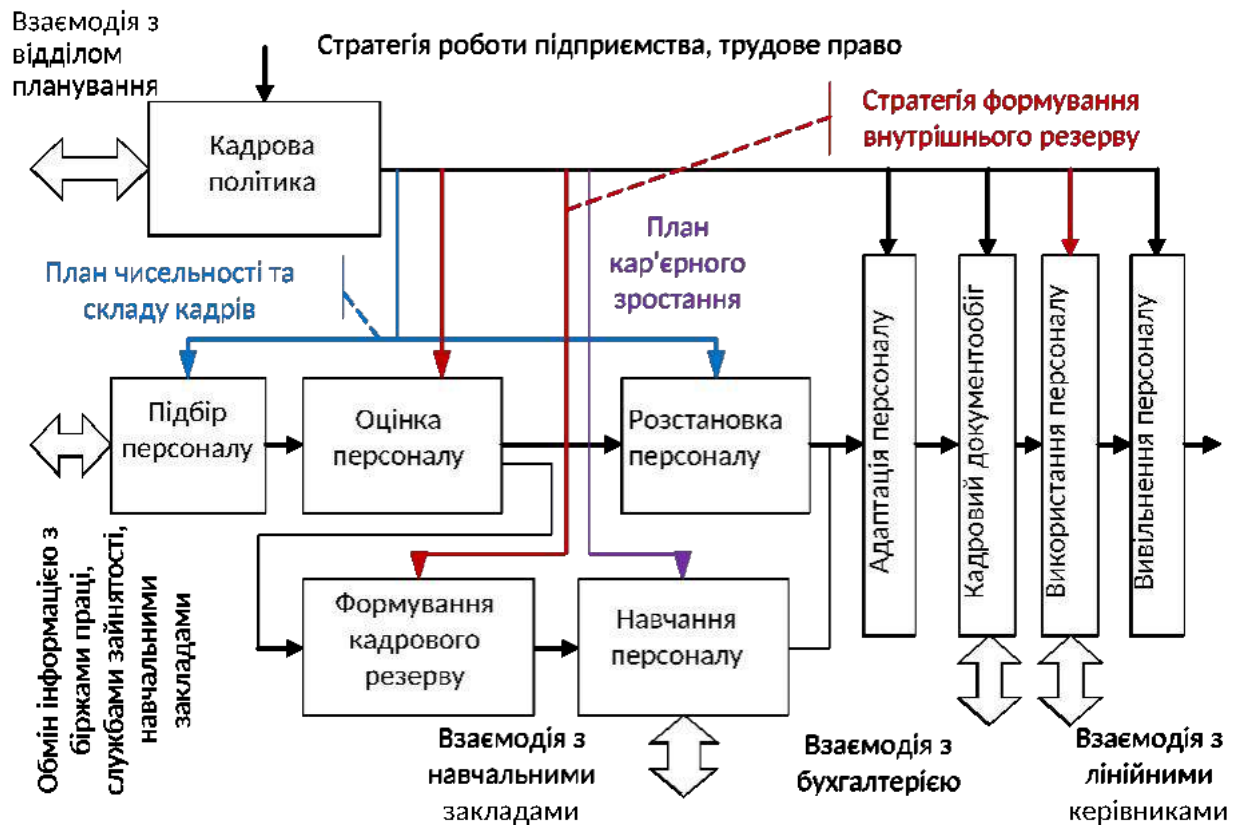 Взаємодія з
відділом
планування
Стратегія роботи підприємства, трудове право
Стратегія формування
внутрішнього резерву
Кадрова
політика
План
кар'єрного
зростання
План чисельності та
складу кадрів
Підбір
персоналу
Оцінка
персоналу
Розстановка
персоналу
Адаптація персоналу
Кадровий документообіг
Використання персоналу
Вивільнення персоналу
Формування
кадрового
резерву
Навчання
персоналу
Обмін інформацією з
біржами праці,
службами зайнятості,
навчальними
закладами
Взаємодія з
навчальними
закладами
Взаємодія з
бухгалтерією
Взаємодія з
лінійними
керівниками